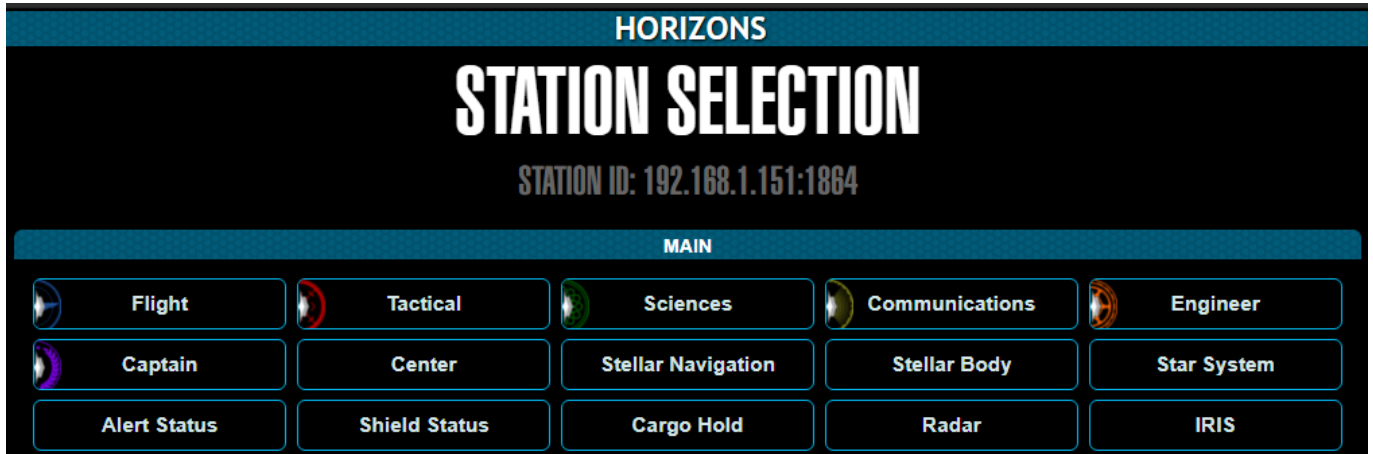 HORIZONS
STATION SELECTION
STATION ID: 192.168.1.151:1864
MAIN
Flight Tactical Sciences Communications Engineer
Captain Center Stellar Navigation Stellar Body Star System
Alert Status Shield Status Cargo Hold Radar IRIS